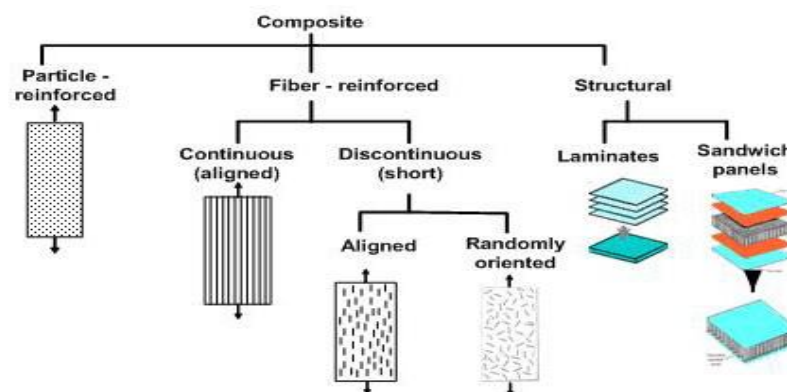 Composite
Particle -
reinforced
Fiber - reinforced
Structural
Continuous
(aligned)
Discontinuous
(short)
Laminates
Sandwich
panels
Aligned
Randomly
oriented